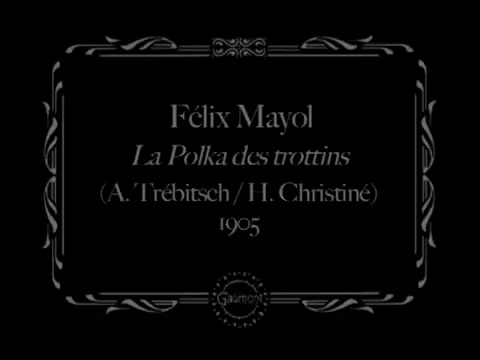 Félix Mayol
La Polka des trottins
(A. Trébitsch / H. Christiné)
1905
Gaumont